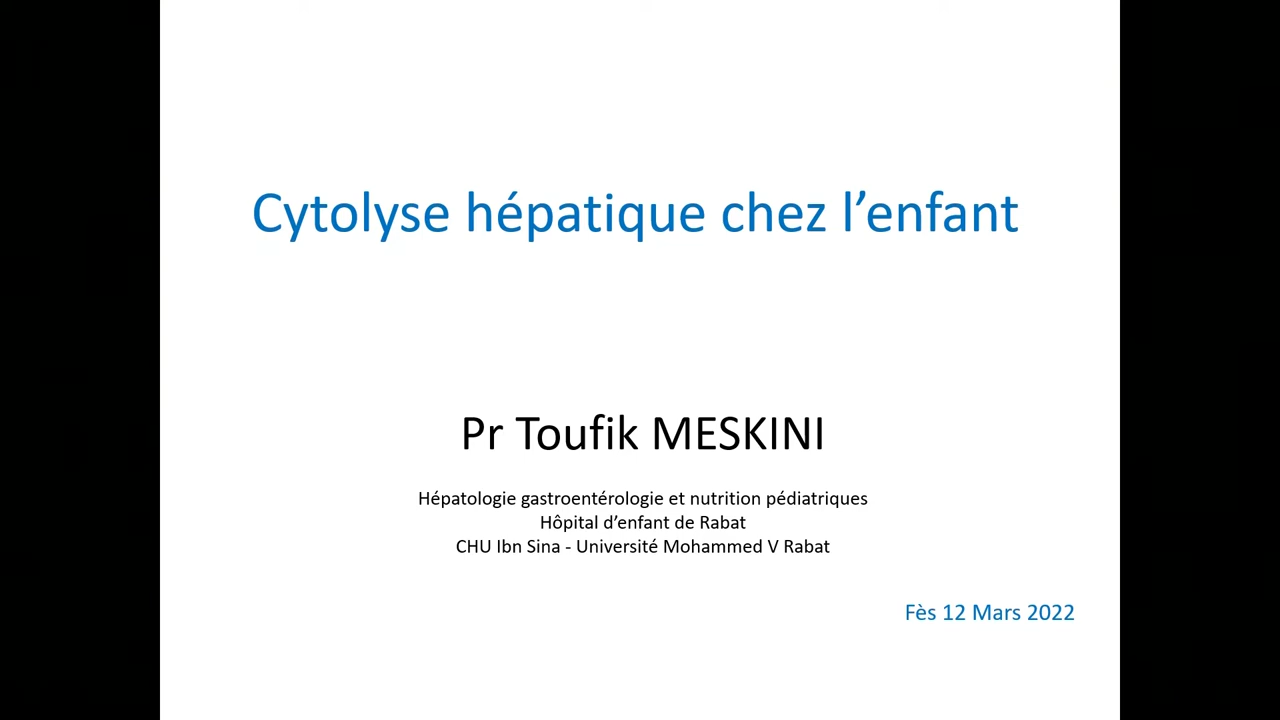 Cytolyse hépatique chez l’enfant
Pr Toufik MESKINI
Hépatologie gastroentérologie et nutrition pédiatriques
Hôpital d’enfant de Rabat
CHU Ibn Sina - Université Mohammed V Rabat
Fès 12 Mars 2022